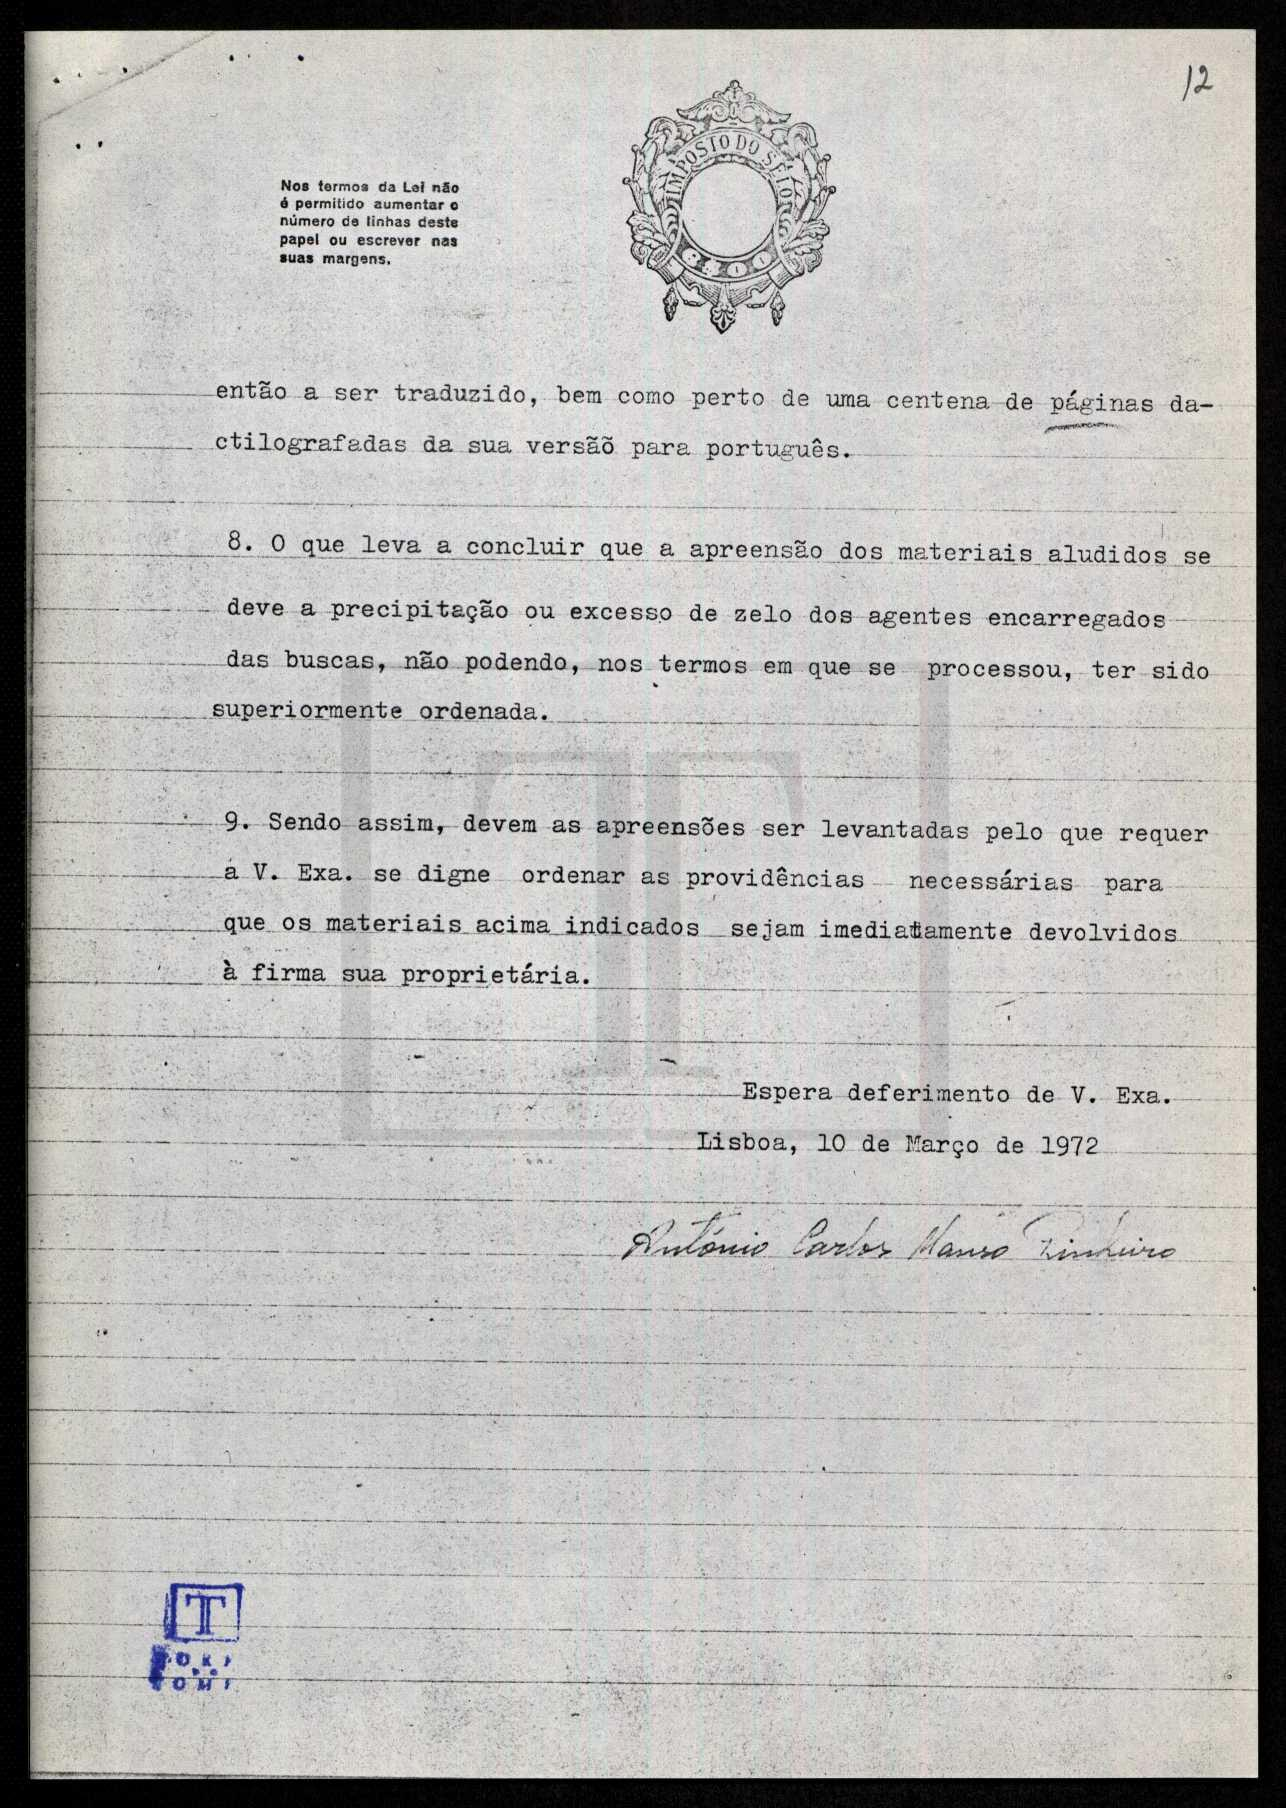 12
IMPOSTO DO SELO
Nos termos da Lei não
é permitido aumentar o
número de linhas deste
papel ou escrever nas
suas margens.
então a ser traduzido, bem como perto de uma centena de páginas da-
ctilografadas da sua versãõ para português.
8. O que leva a concluir que a apreensão dos materiais aludidos se
deve a precipitação ou excesso de zelo dos agentes encarregados
das buscas, não podendo, nos termos em que se processou, ter sido
superiormente ordenada.
9. Sendo assim, devem as apreensões ser levantadas pelo que requer
a V. Exa. se digne ordenar as providências necessárias para
que os materiais acima indicados sejam imediatamente devolvidos
à firma sua proprietária.
Espera deferimento de V. Exa.
Lisboa, 10 de Março de 1972
António Carlos Manso Pinheiro
T